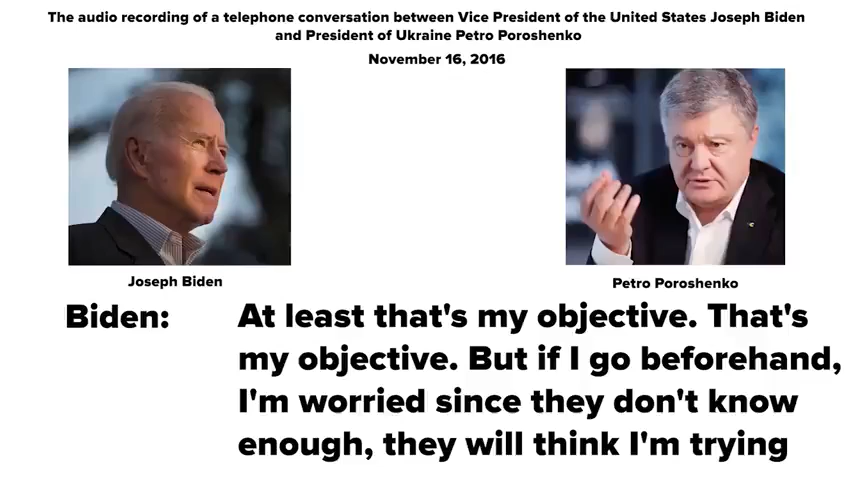 The audio recording of a telephone conversation between Vice President of the United States Joseph Biden
and President of Ukraine Petro Poroshenko
November 16, 2016
Joseph Biden
Petro Poroshenko
Biden:
At least that's my objective. That's
my objective. But if I go beforehand,
I'm worried since they don't know
enough, they will think I'm trying